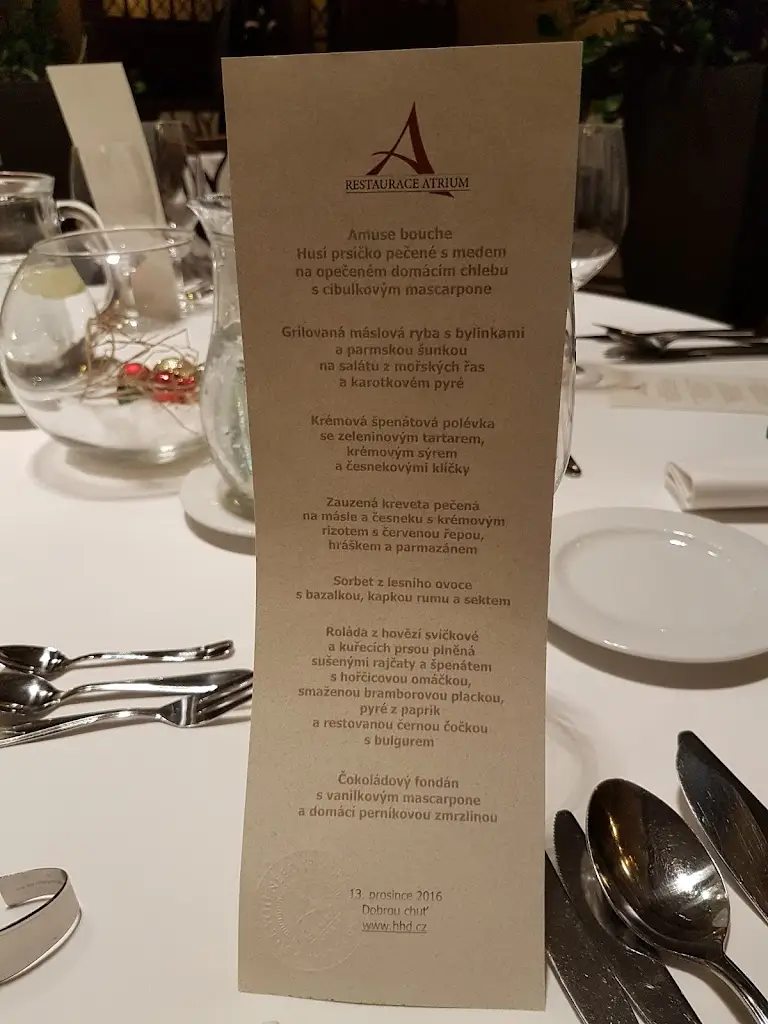 A
RESTAURACE ATRIUM
Amuse bouche
Husí prsíčko pečené s medem
na opečeném domácím chlebu
s cibulkovým mascarpone
Grilovaná máslová ryba s bylinkami
a parmskou šunkou
na salátu z mořských řas
a karotkovém pyré
Krémová špenátová polévka
se zeleninovým tartarem,
krémovým sýrem
a česnekovými klíčky
Zauzená kreveta pečená
na másle a česneku s krémovým
rizotem s červenou řepou,
hráškem a parmazánem
Sorbet z lesního ovoce
s bazalkou, kapkou rumu a sektem
Roláda z hovězí svíčkové
a kuřecích prsou plněná
sušenými rajčaty a špenátem
s hořčicovou omáčkou,
smaženou bramborovou plackou,
pyré z paprik
a restovanou černou čočkou
s bulgurem
Čokoládový fondán
s vanilkovým mascarpone
a domácí perníkovou zmrzlinou
13. prosince 2016
Dobrou chuť
www.hhd.cz